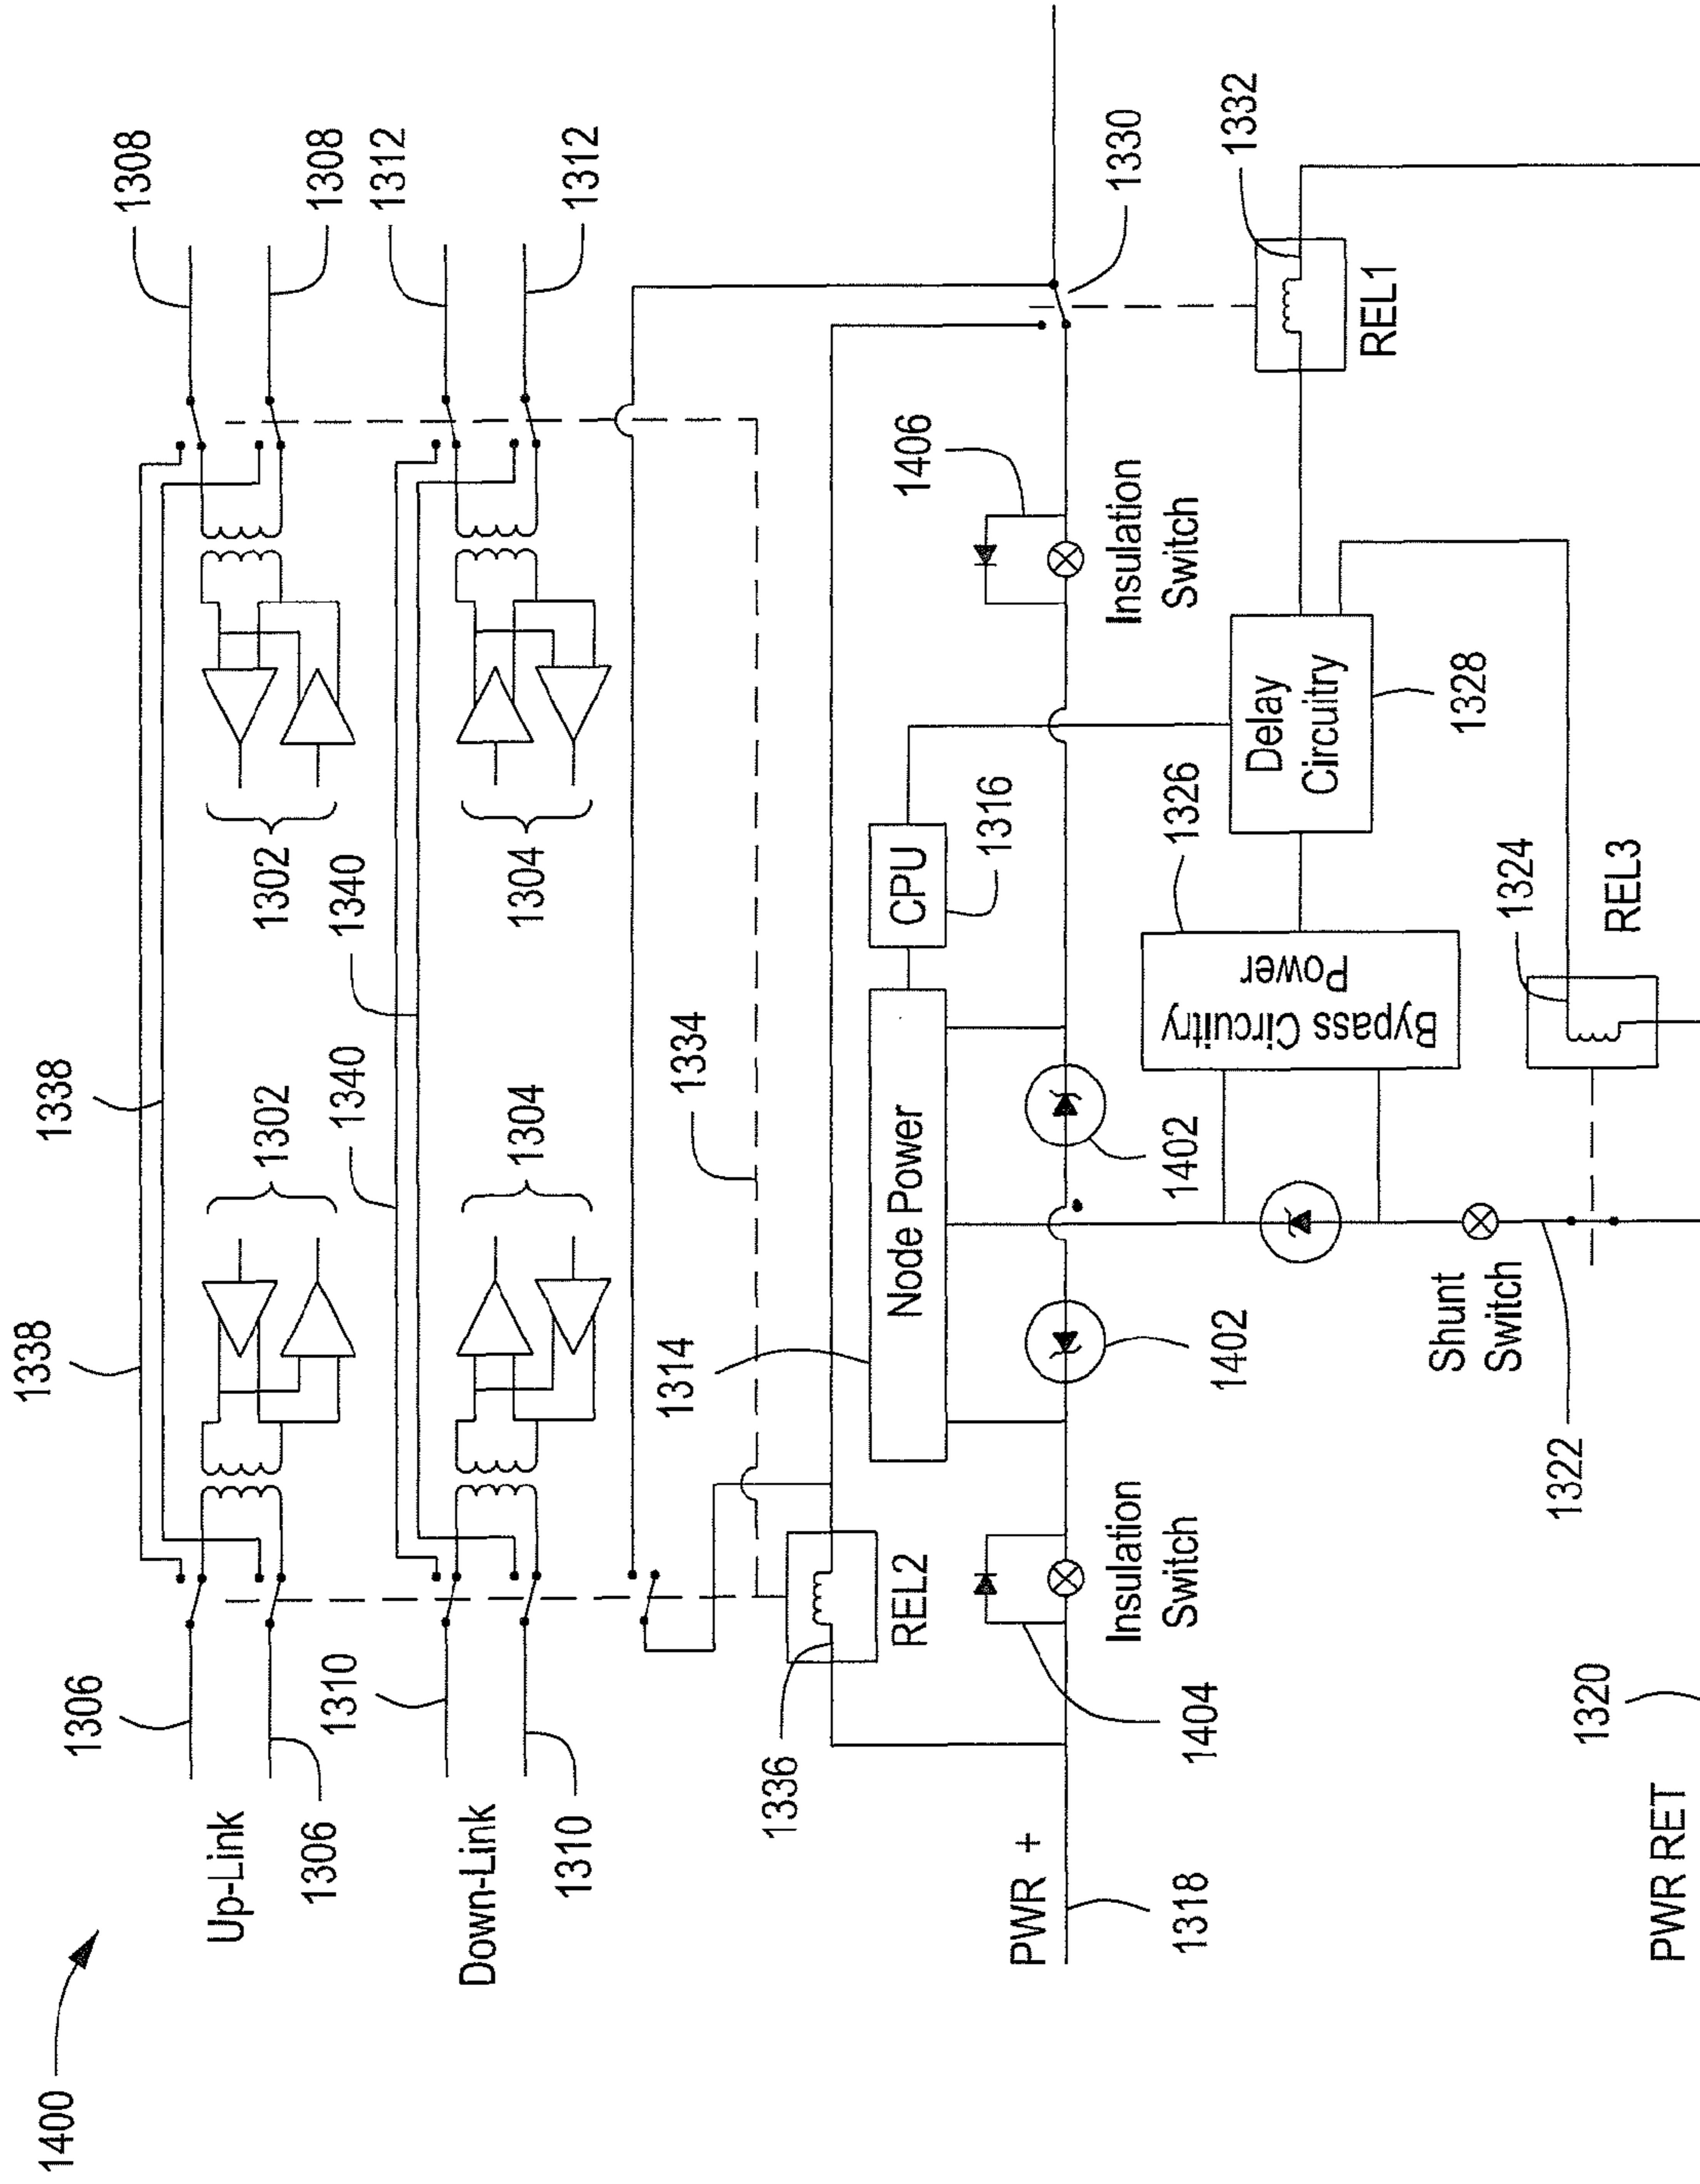 1400
1338
1338
1308
1308
1312
1312
1306
1306
Up-Link
1302
1302
1340
1340
1304
1304
1310
1310
Down-Link
1334
1314
1336
REL2
Node Power
CPU
1316
1406
1330
1332
REL1
PWR +
1318
1404
Insulation
Switch
1402
1402
Insulation
Switch
Bypass Circuitry
Power
1326
Delay
Circuitry
1328
Shunt
Switch
1322
1324
REL3
1320
PWR RET